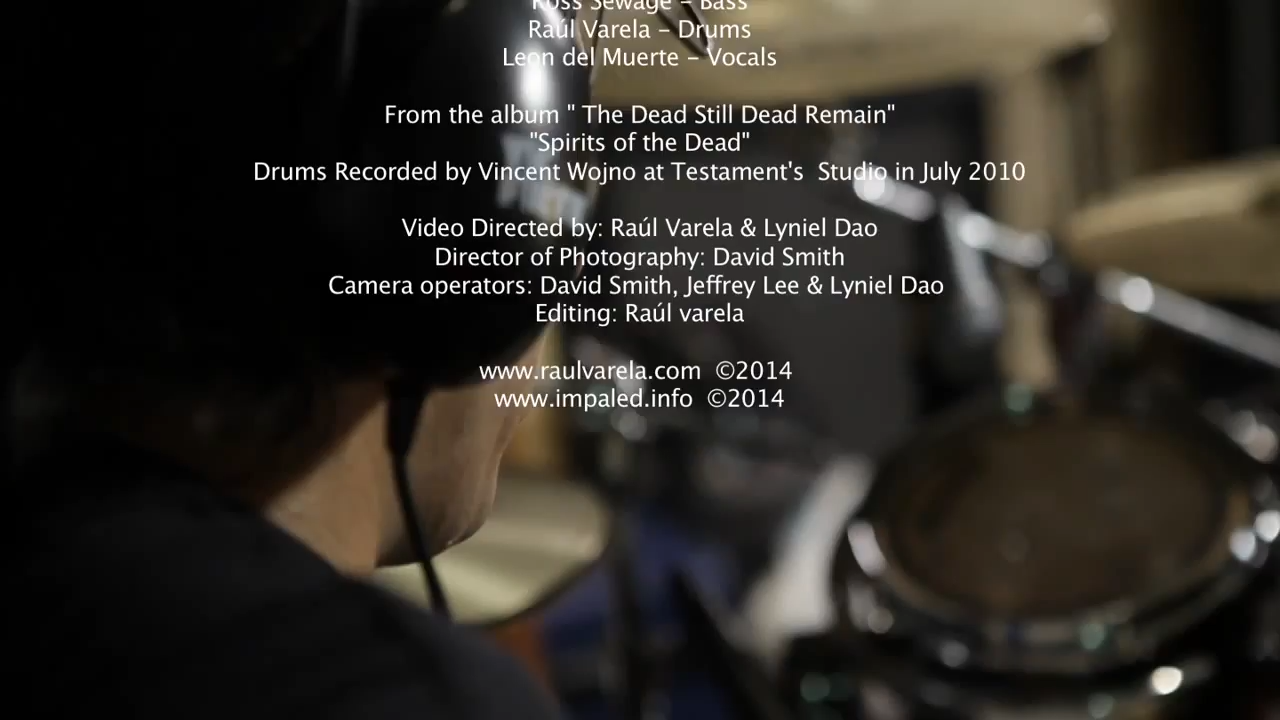 Ross Sewage – Bass
Raúl Varela – Drums
Leon del Muerte – Vocals
From the album " The Dead Still Dead Remain"
"Spirits of the Dead"
Drums Recorded by Vincent Wojno at Testament's  Studio in July 2010
Video Directed by: Raúl Varela & Lyniel Dao
Director of Photography: David Smith
Camera operators: David Smith, Jeffrey Lee & Lyniel Dao
Editing: Raúl varela
www.raulvarela.com  ©2014
www.impaled.info  ©2014